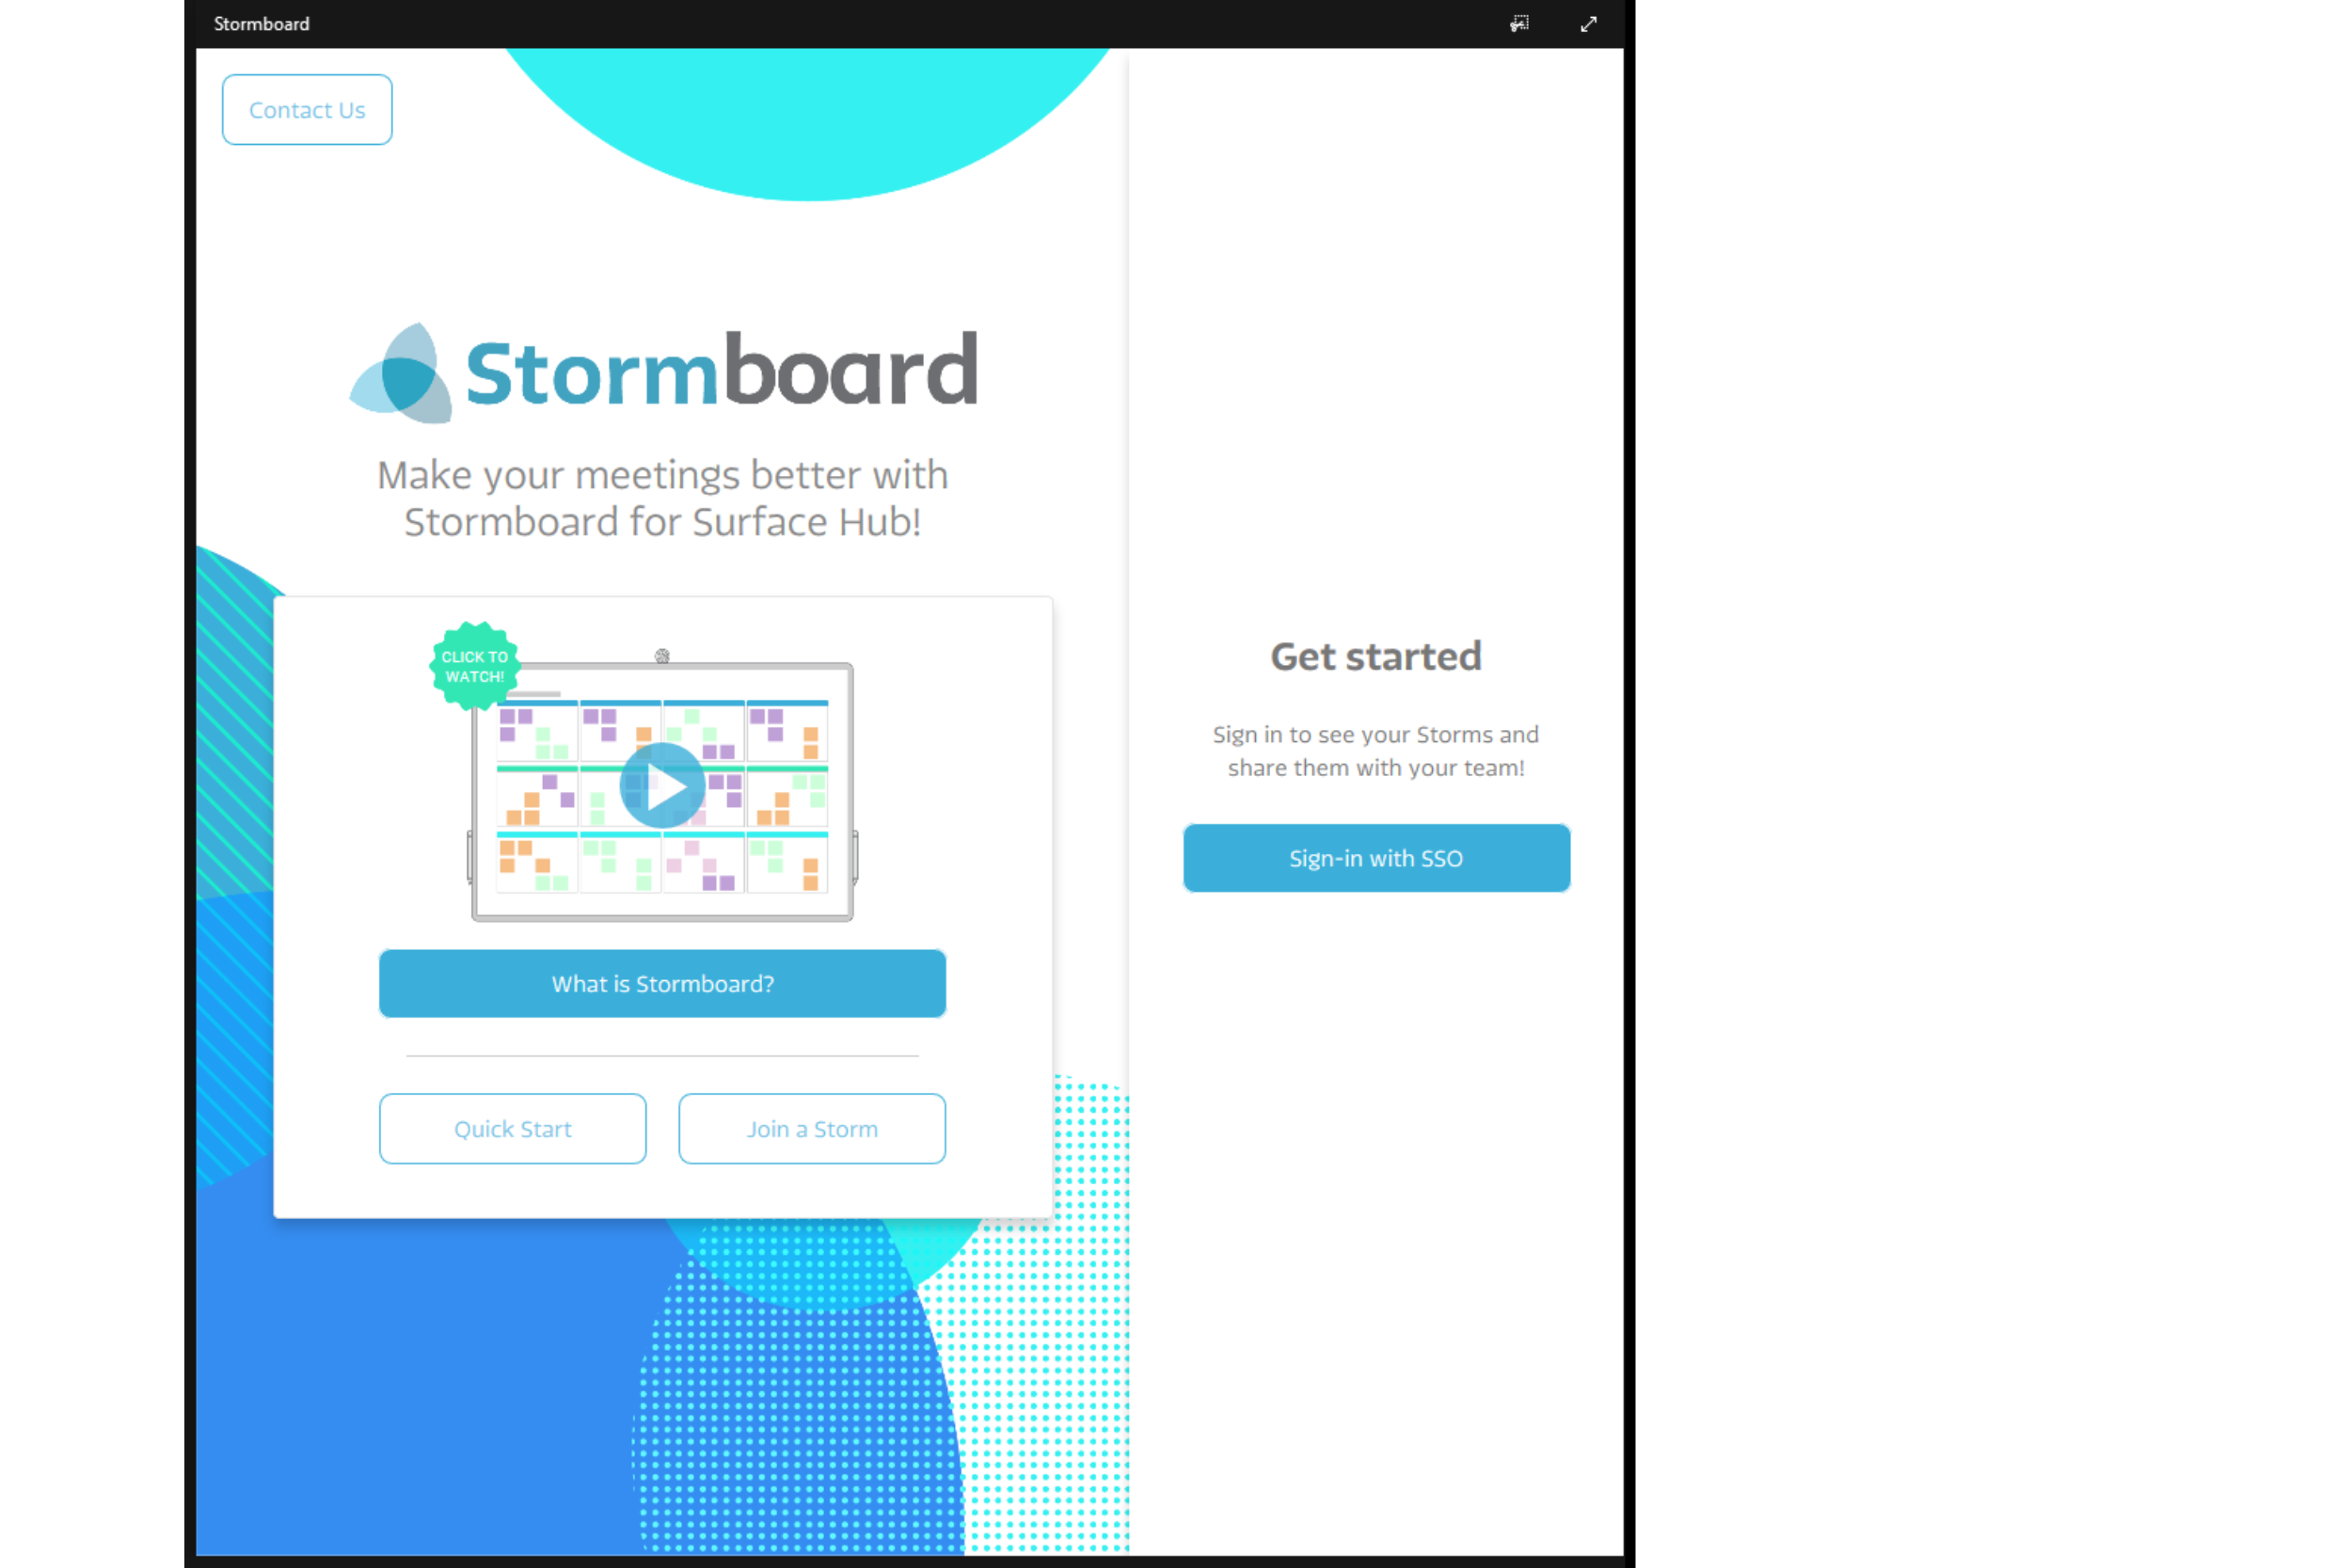 Stormboard
Contact Us
Stormboard
Make your meetings better with
Stormboard for Surface Hub!
CLICK TO
WATCH!
What is Stormboard?
Quick Start
Join a Storm
Get started
Sign in to see your Storms and
share them with your team!
Sign-in with SSO